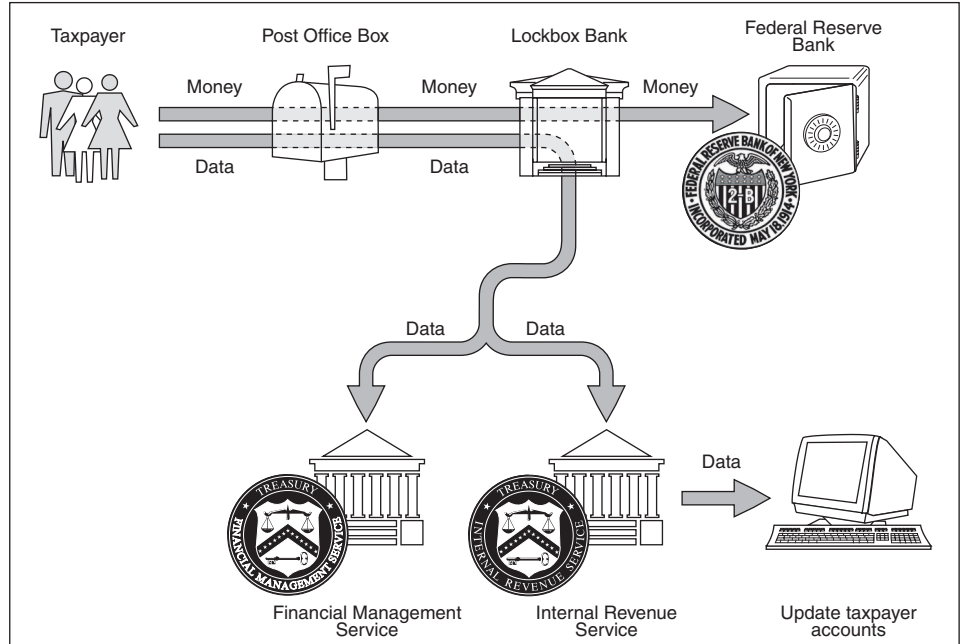 Taxpayer
Post Office Box
Lockbox Bank
Federal Reserve
Bank
Money
Money
Money
Data
Data
FEDERAL RESERVE BANK OF NEW YORK
2-B
INCORPORATED MAY 18, 1914
Data
Data
Data
TREASURY
FINANCIAL MANAGEMENT SERVICE
TREASURY
INTERNAL REVENUE SERVICE
Financial Management
Service
Internal Revenue
Service
Update taxpayer
accounts